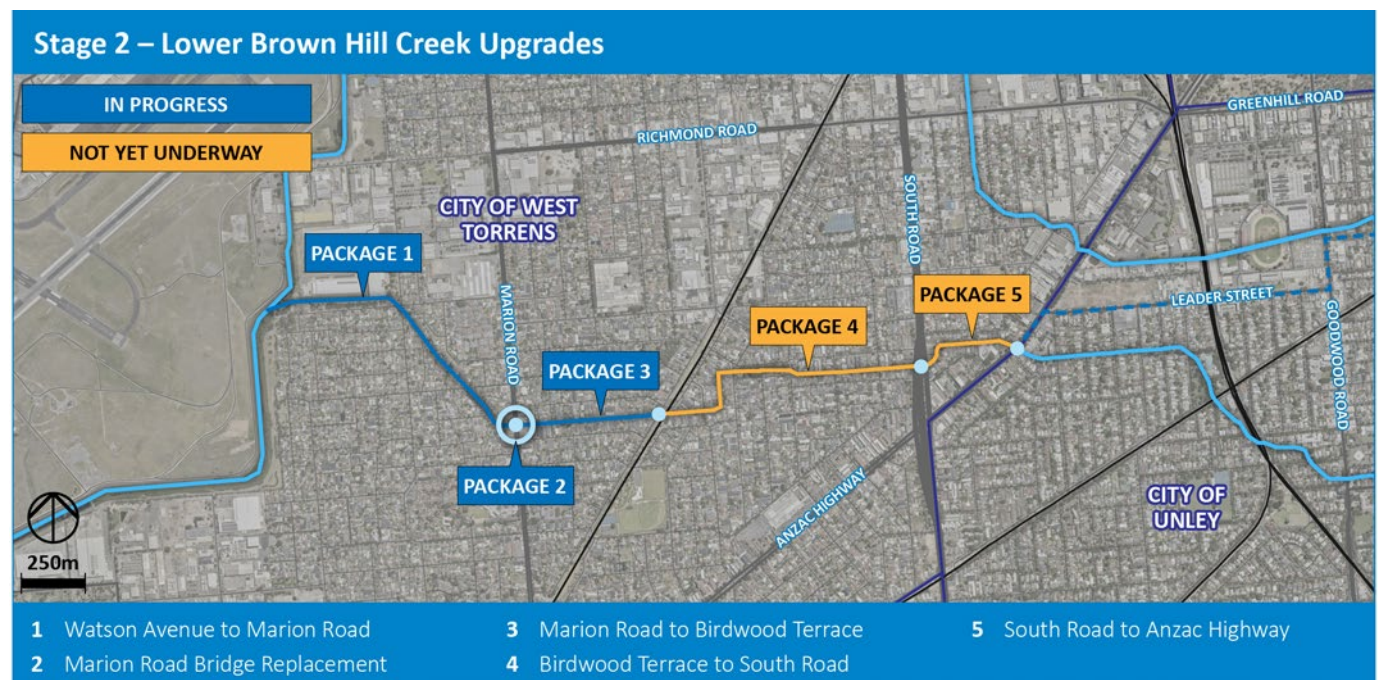 Stage 2 – Lower Brown Hill Creek Upgrades
IN PROGRESS
NOT YET UNDERWAY
GREENHILL ROAD
RICHMOND ROAD
CITY OF WEST
TORRENS
SOUTH ROAD
PACKAGE 1
MARION ROAD
PACKAGE 5
LEADER STREET
PACKAGE 4
GOODWOOD ROAD
PACKAGE 3
PACKAGE 2
ANZAC HIGHWAY
CITY OF
UNLEY
250m
1 Watson Avenue to Marion Road
2 Marion Road Bridge Replacement
3 Marion Road to Birdwood Terrace
4 Birdwood Terrace to South Road
5 South Road to Anzac Highway